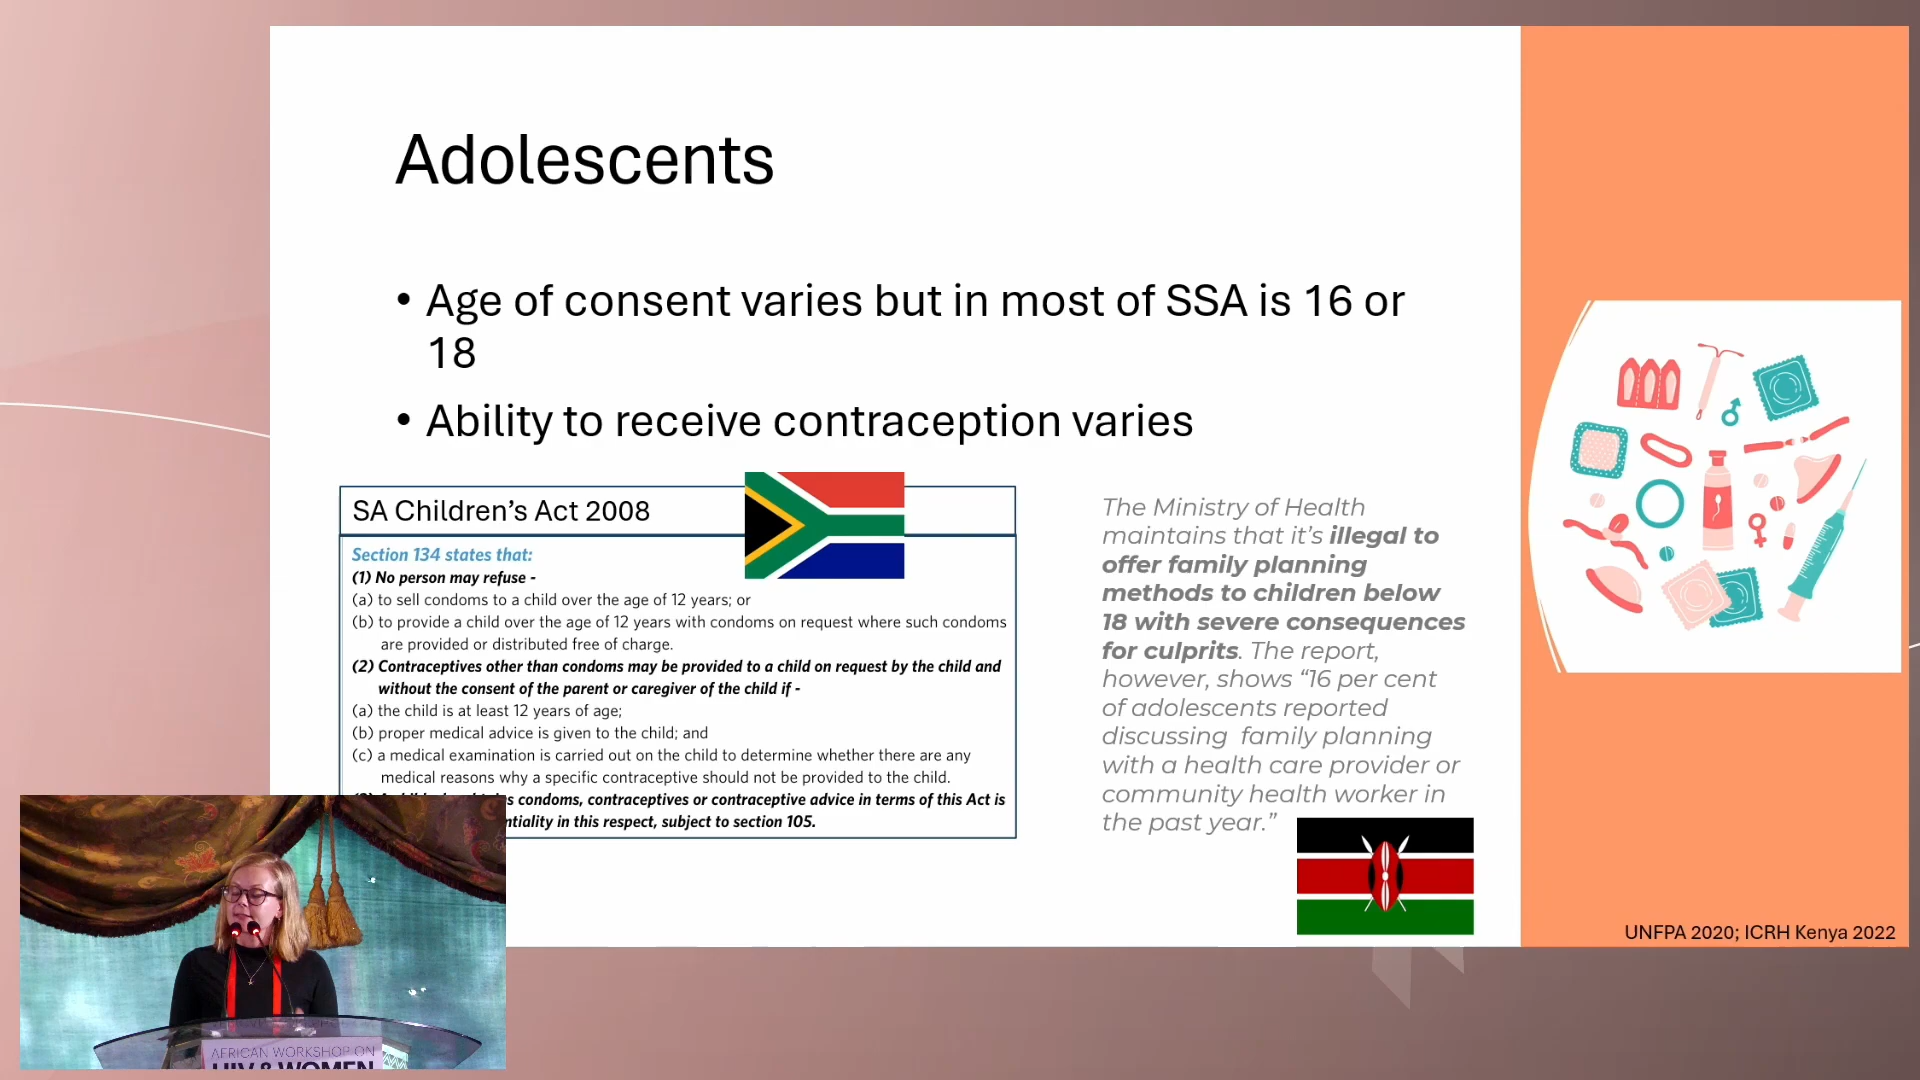 Adolescents
• Age of consent varies but in most of SSA is 16 or
18
• Ability to receive contraception varies
SA Children’s Act 2008
Section 134 states that:
(1) No person may refuse -
(a) to sell condoms to a child over the age of 12 years; or
(b) to provide a child over the age of 12 years with condoms on request where such condoms
are provided or distributed free of charge.
(2) Contraceptives other than condoms may be provided to a child on request by the child and
without the consent of the parent or caregiver of the child if -
(a) the child is at least 12 years of age;
(b) proper medical advice is given to the child; and
(c) a medical examination is carried out on the child to determine whether there are any
medical reasons why a specific contraceptive should not be provided to the child.
condoms, contraceptives or contraceptive advice in terms of this Act is
in this respect, subject to section 105.
The Ministry of Health
maintains that it’s illegal to
offer family planning
methods to children below
18 with severe consequences
for culprits. The report,
however, shows “16 per cent
of adolescents reported
discussing family planning
with a health care provider or
community health worker in
the past year.”
UNFPA 2020; ICRH Kenya 2022
AFRICAN WORKSHOP ON
HIV & WOMEN